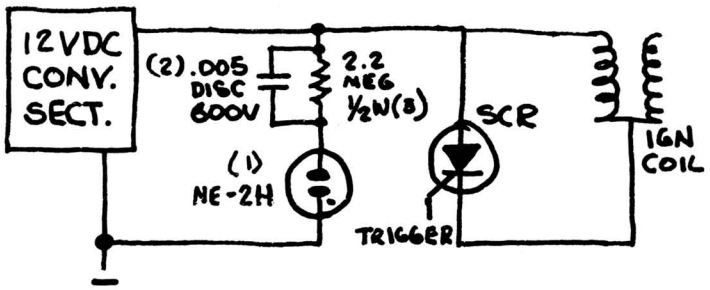 12VDC
CONV.
SECT.
(2) .005
DISC
600V
2.2
MEG
½W(3)
(1)
NE-2H
SCR
TRIGGER
IGN
COIL